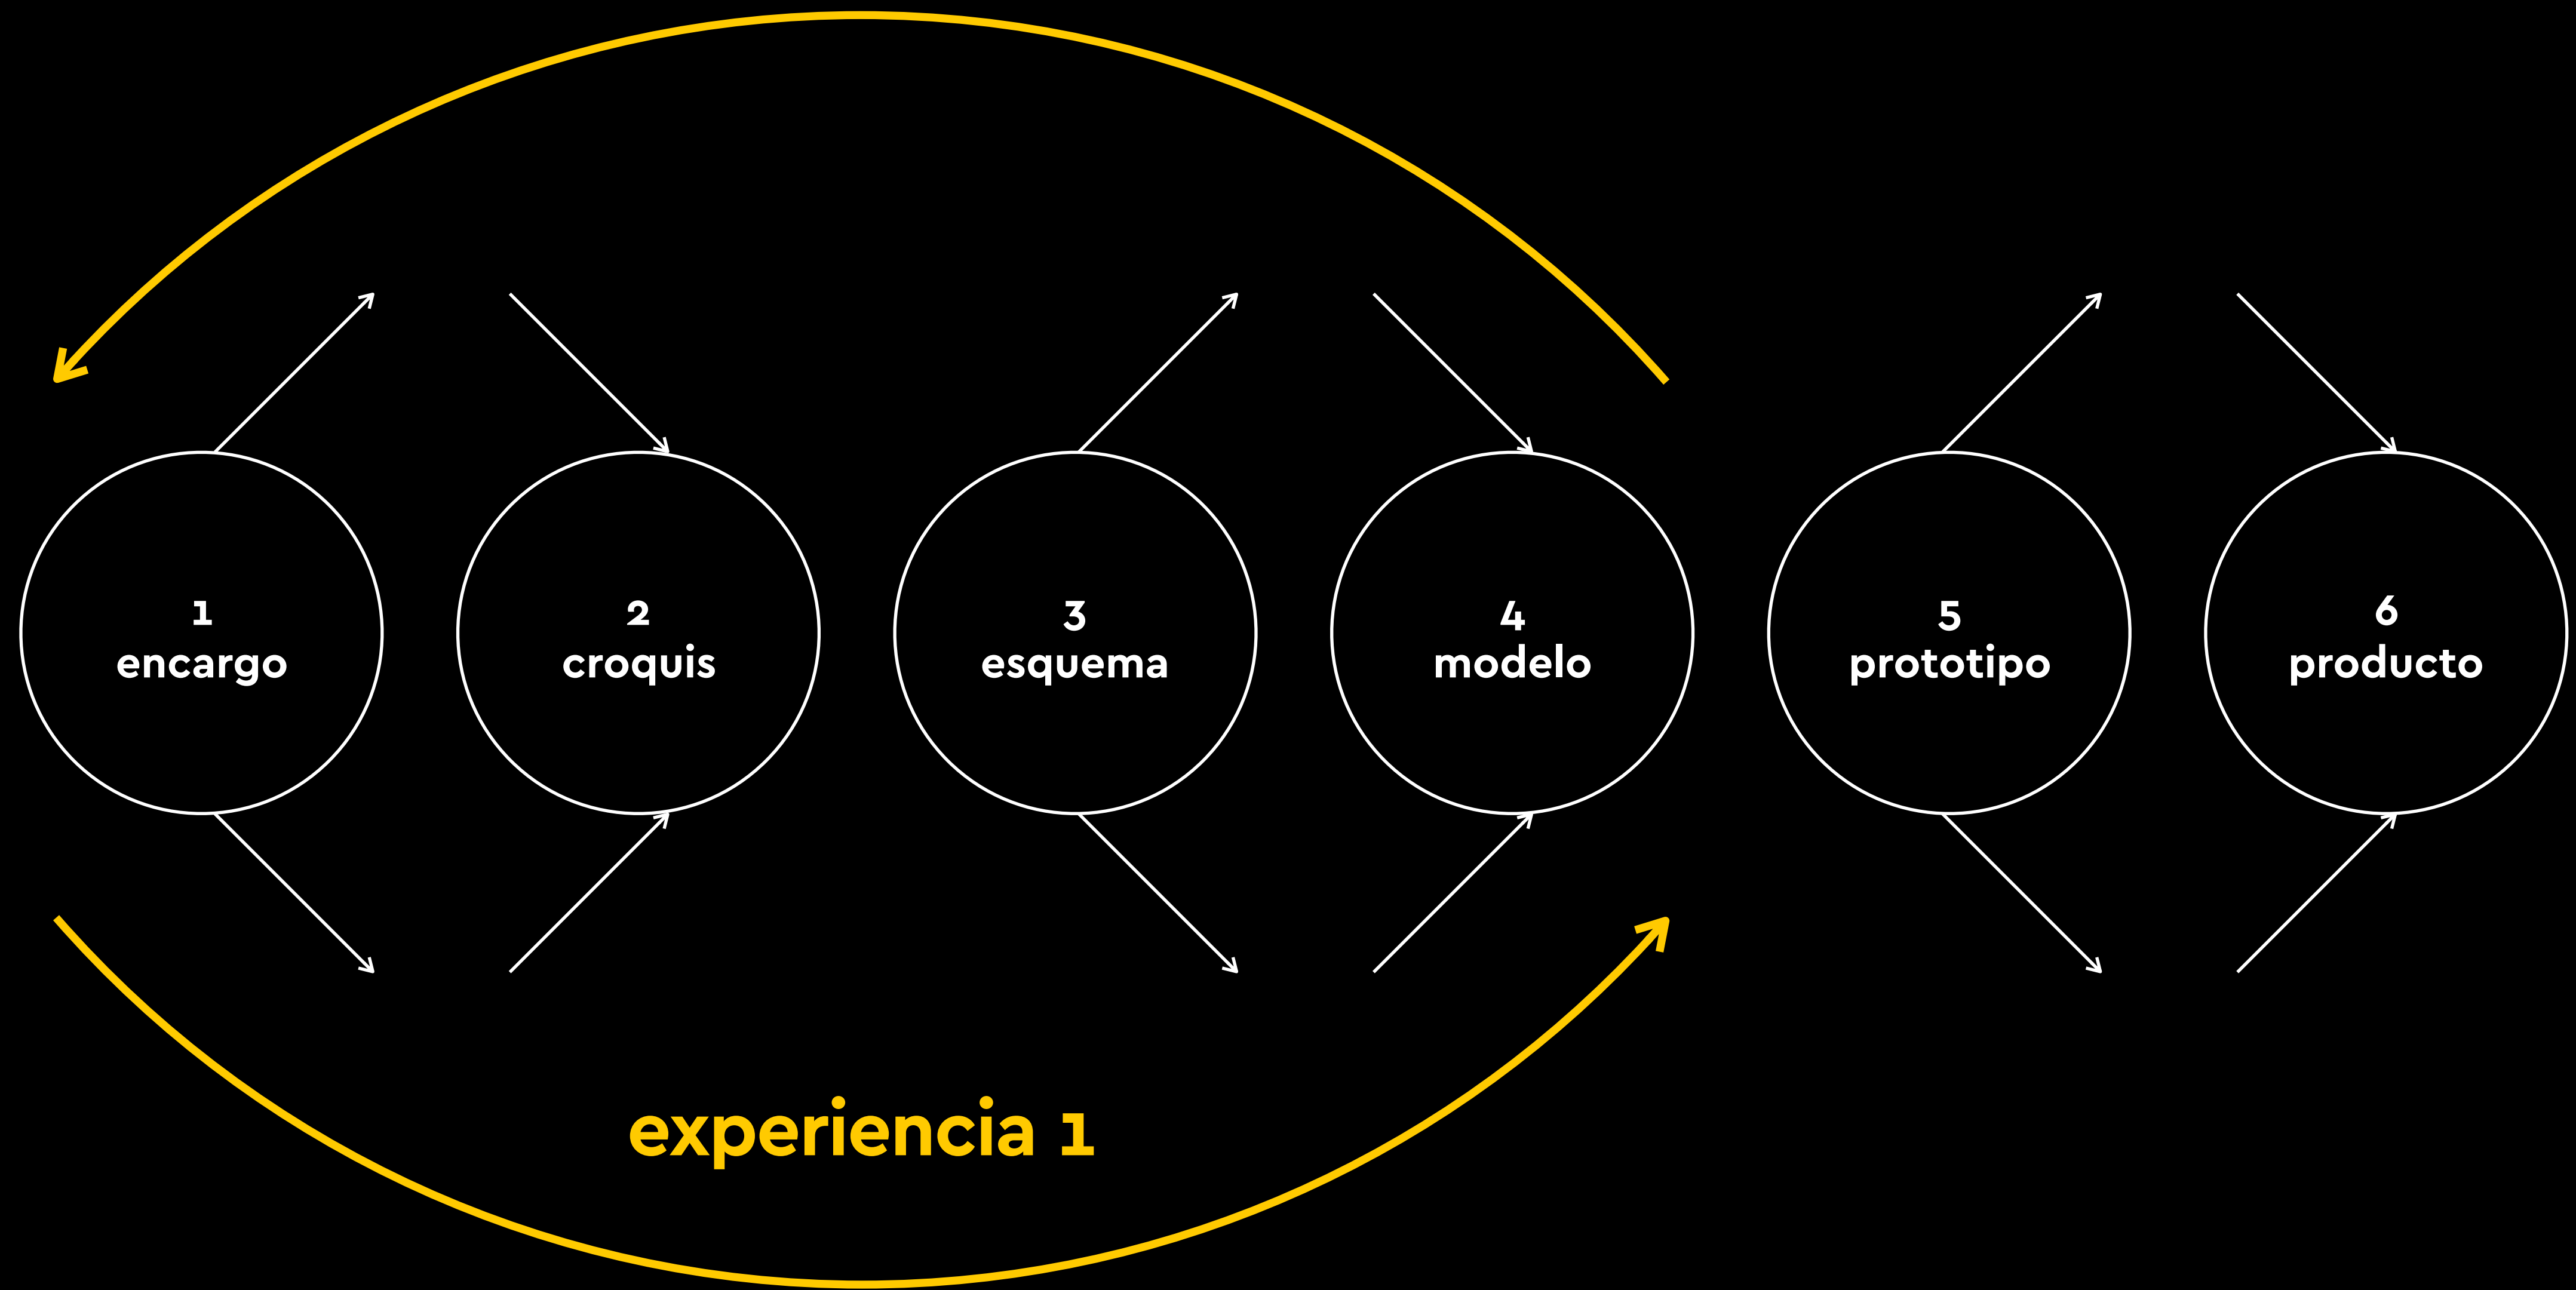 1
encargo
2
croquis
3
esquema
4
modelo
5
prototipo
6
producto
experiencia 1